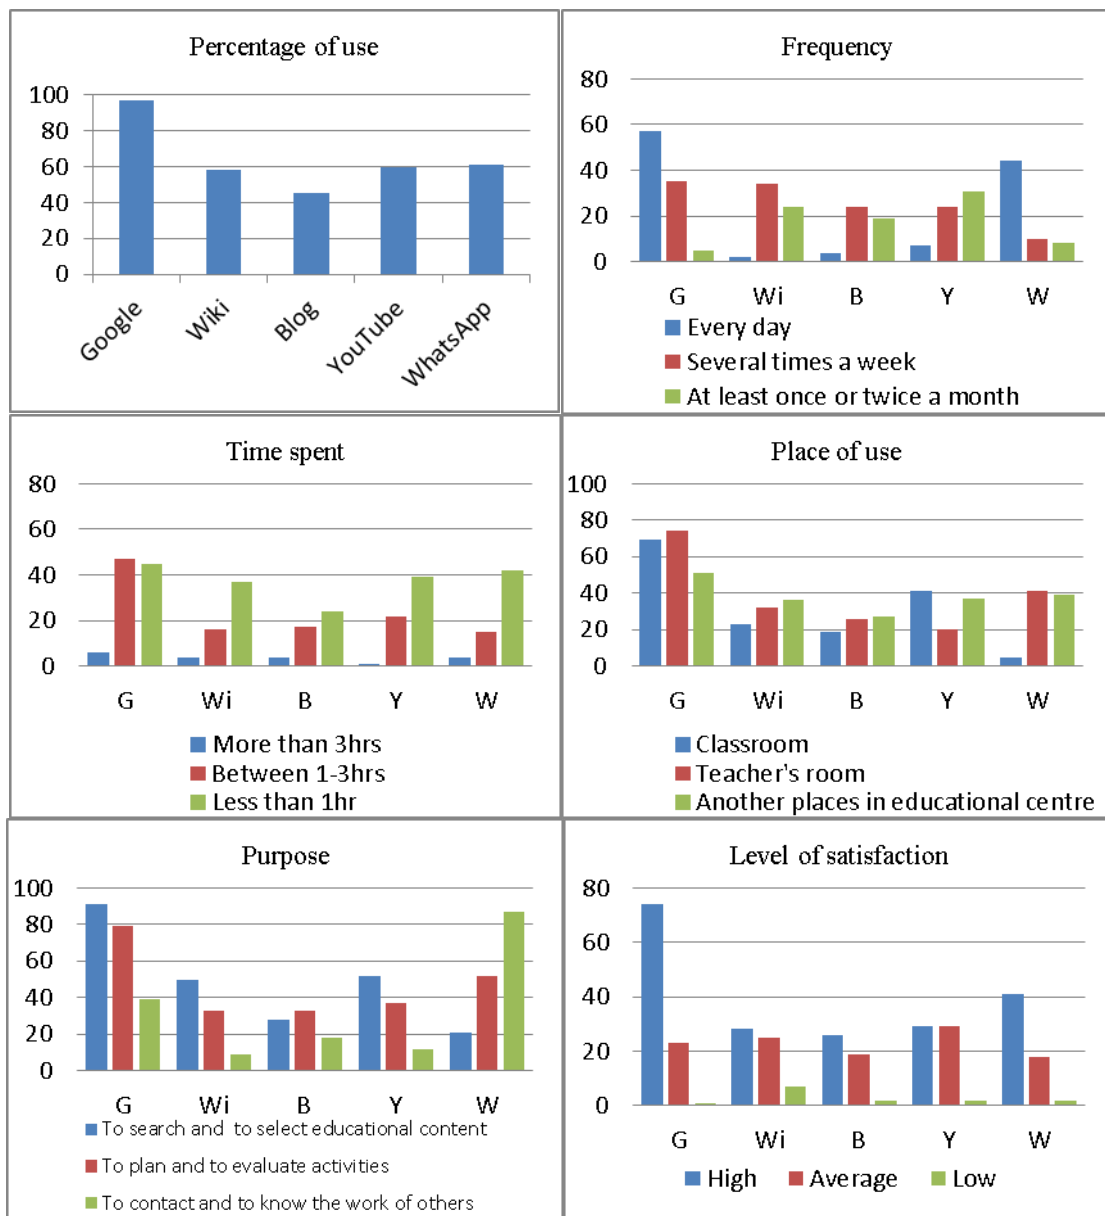 Percentage of use
100
80
60
40
20
0
Google
Wiki
Blog
YouTube
WhatsApp
Frequency
80
60
40
20
0
G Wi B Y W
Every day
Several times a week
At least once or twice a month
Time spent
80
60
40
20
0
G Wi B Y W
More than 3hrs
Between 1-3hrs
Less than 1hr
Place of use
100
80
60
40
20
0
G Wi B Y W
Classroom
Teacher's room
Another places in educational centre
Purpose
100
80
60
40
20
0
G Wi B Y W
To search and to select educational content
To plan and to evaluate activities
To contact and to know the work of others
Level of satisfaction
80
60
40
20
0
G Wi B Y W
High Average Low